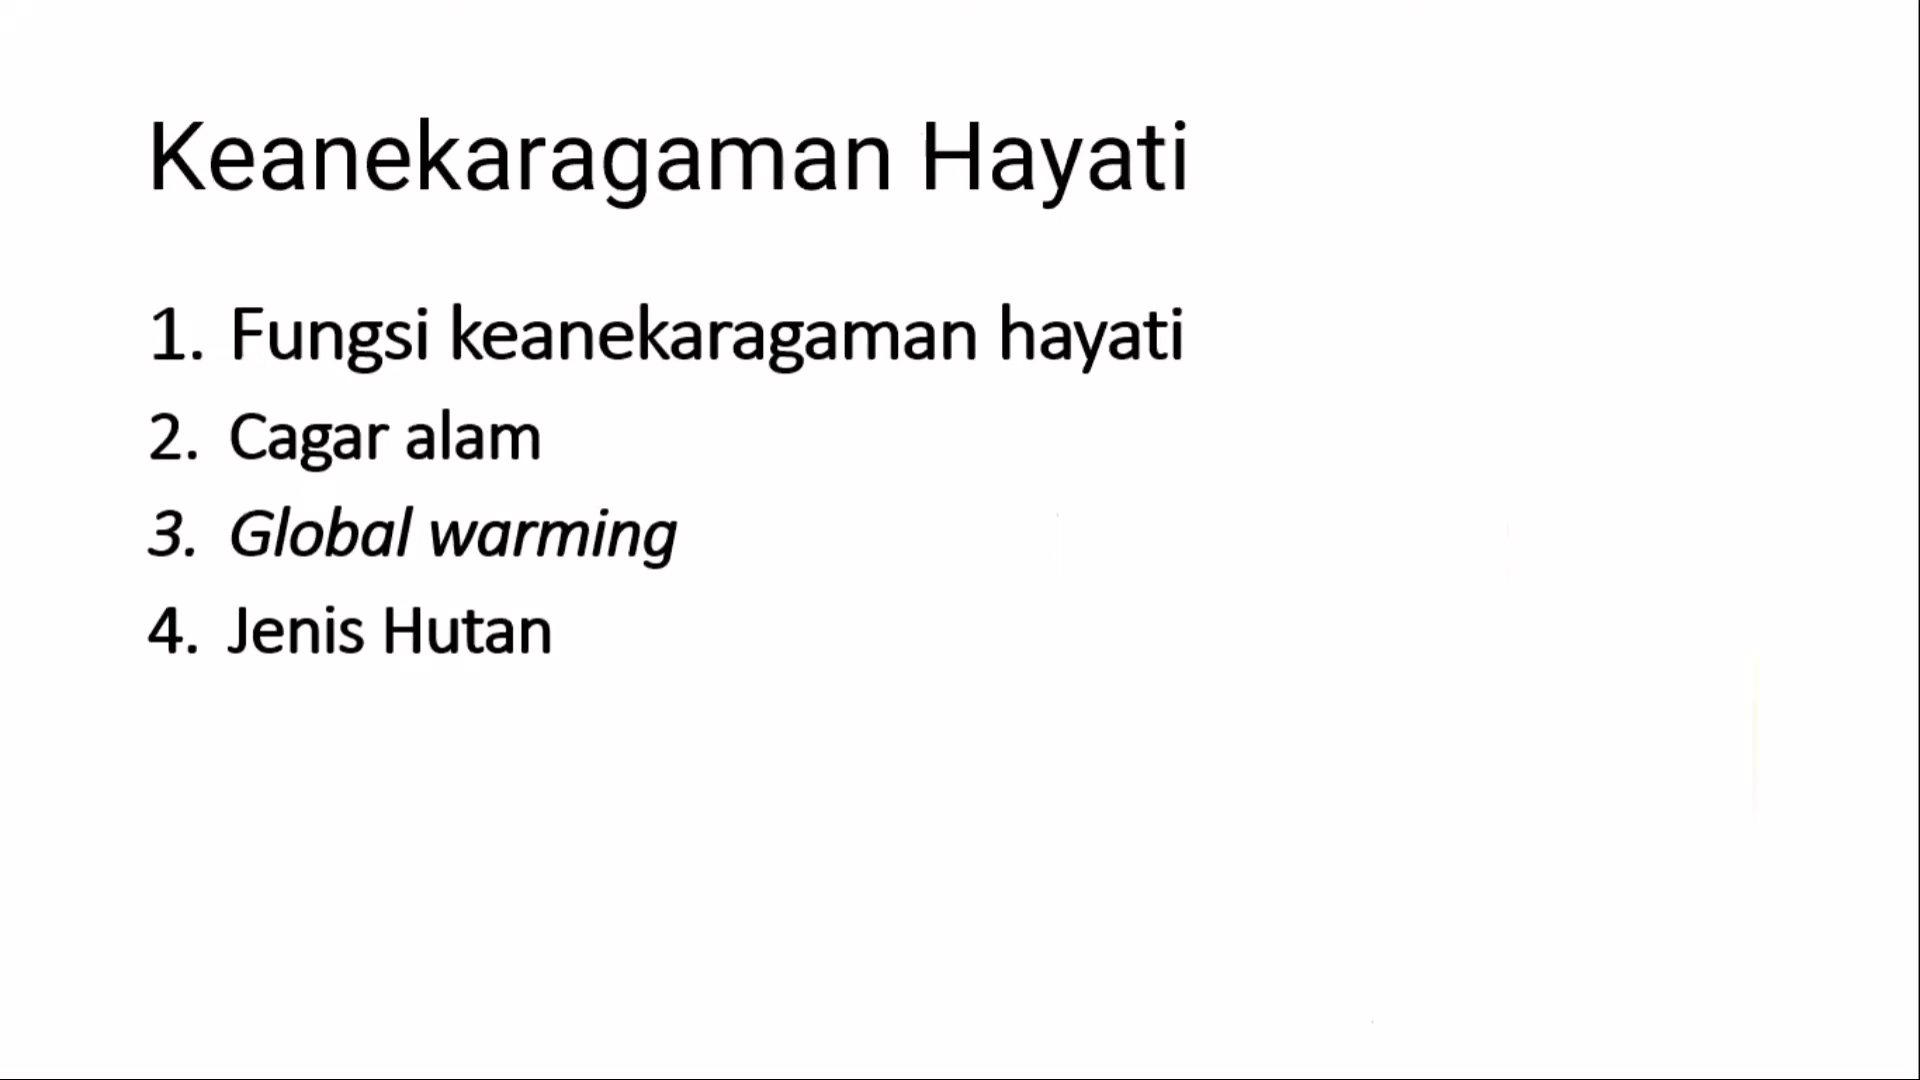 Keanekaragaman Hayati
1. Fungsi keanekaragaman hayati
2. Cagar alam
3. Global warming
4. Jenis Hutan